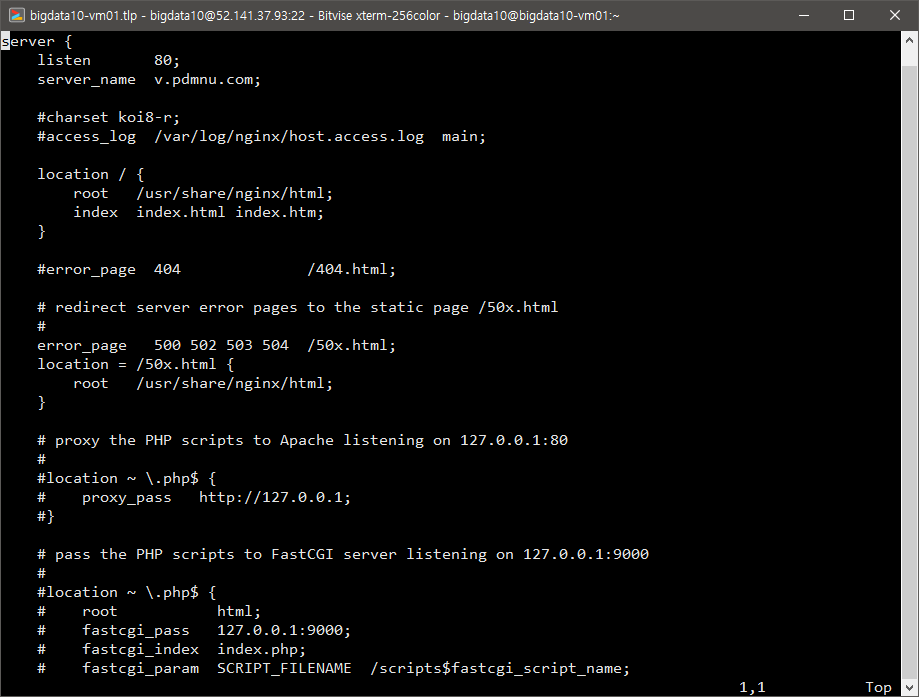 bigdata10-vm01.tlp - bigdata10@52.141.37.93:22 - Bitvise xterm-256color - bigdata10@bigdata10-vm01:~
server {
    listen       80;
    server_name  v.pdmnu.com;

    #charset koi8-r;
    #access_log  /var/log/nginx/host.access.log  main;

    location / {
        root   /usr/share/nginx/html;
        index  index.html index.htm;
    }

    #error_page  404              /404.html;

    # redirect server error pages to the static page /50x.html
    #
    error_page   500 502 503 504  /50x.html;
    location = /50x.html {
        root   /usr/share/nginx/html;
    }

    # proxy the PHP scripts to Apache listening on 127.0.0.1:80
    #
    #location ~ \.php$ {
    #    proxy_pass   http://127.0.0.1;
    #}

    # pass the PHP scripts to FastCGI server listening on 127.0.0.1:9000
    #
    #location ~ \.php$ {
    #    root           html;
    #    fastcgi_pass   127.0.0.1:9000;
    #    fastcgi_index  index.php;
    #    fastcgi_param  SCRIPT_FILENAME  /scripts$fastcgi_script_name;
1,1           Top